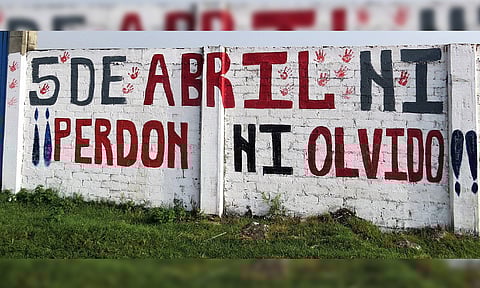 5 DE ABRIL NI
¡¡PERDON NI OLVIDO!!